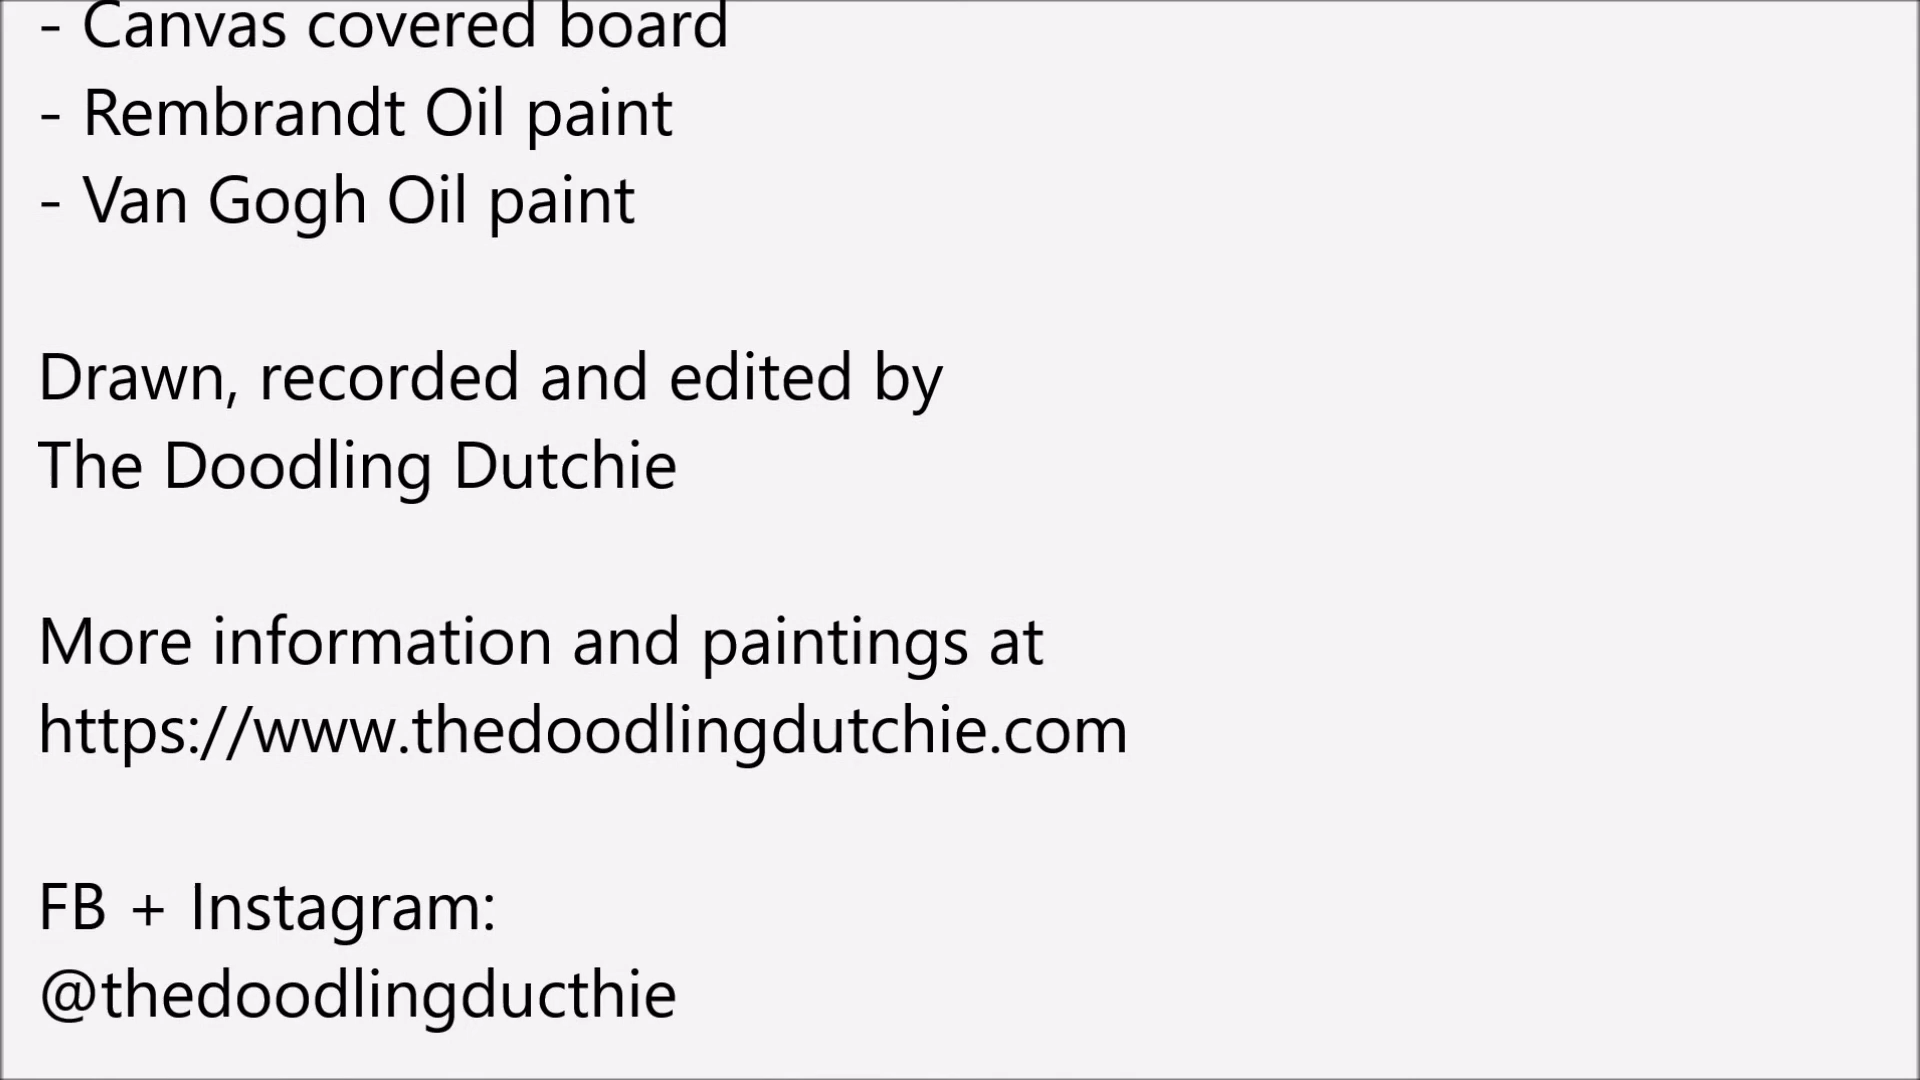 - Canvas covered board
- Rembrandt Oil paint
- Van Gogh Oil paint
Drawn, recorded and edited by
The Doodling Dutchie
More information and paintings at
https://www.thedoodlingdutchie.com
FB + Instagram:
@thedoodlingducthie